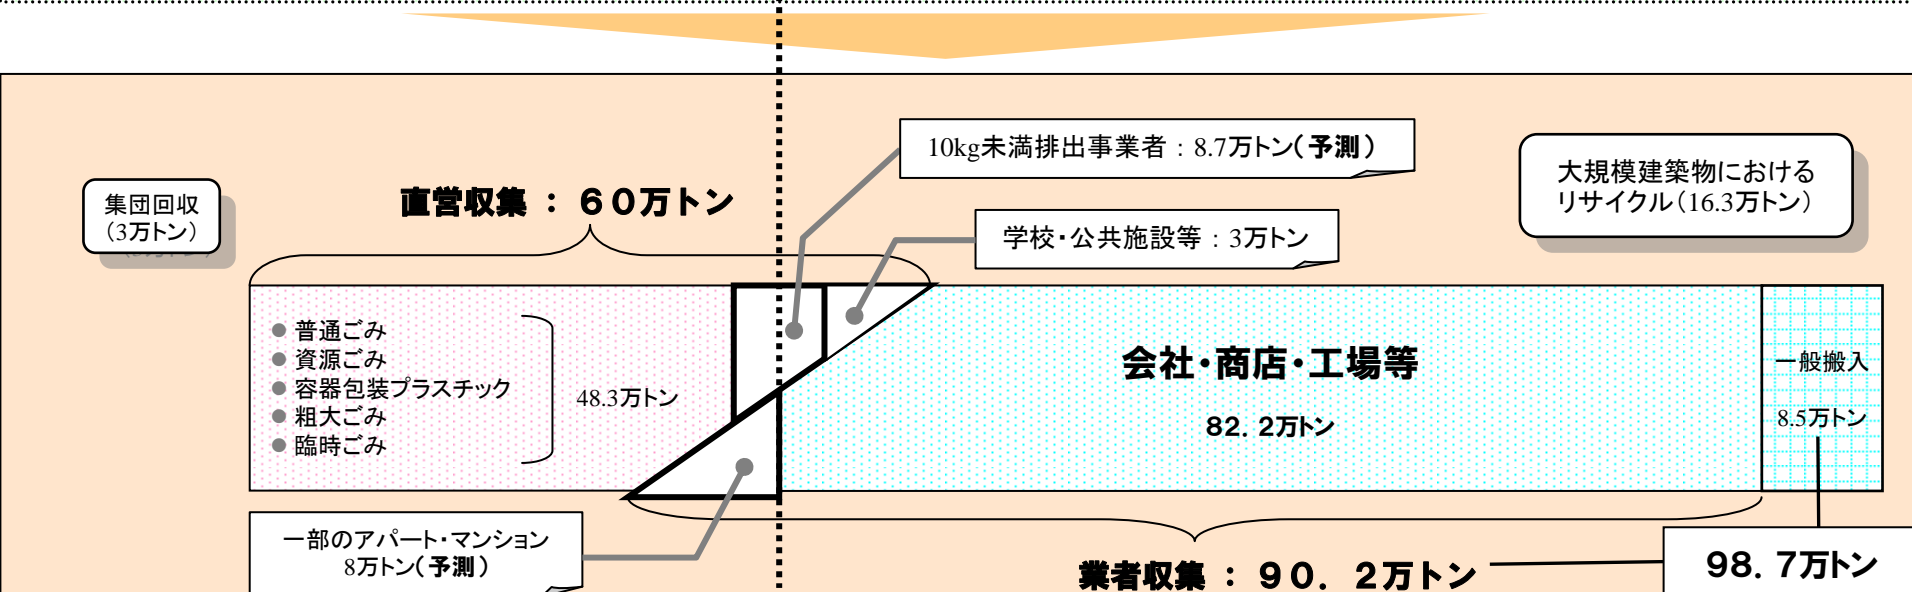 10kg未満排出事業者：8.7万トン（予測）
大規模建築物における
リサイクル（16.3万トン）
集団回収
（3万トン）
直営収集 ： ６０万トン
学校・公共施設等：3万トン
● 普通ごみ
● 資源ごみ
● 容器包装プラスチック
● 粗大ごみ
● 臨時ごみ
48.3万トン
会社・商店・工場等
８２．２万トン
一般搬入
8.5万トン
一部のアパート・マンション
8万トン（予測）
業者収集 ： ９０．２万トン
９８．７万トン